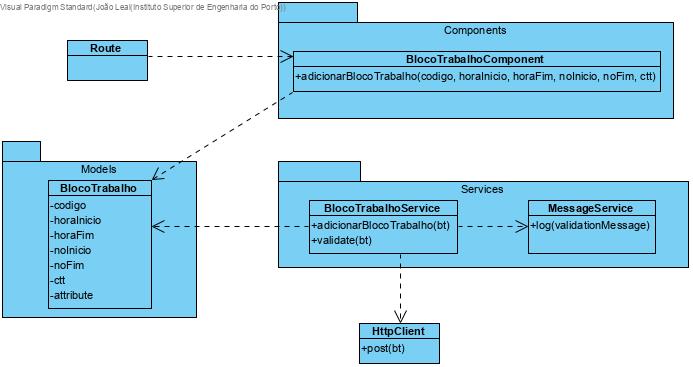 Visual Paradigm Standard(João Leal(Instituto Superior de Engenharia do Porto))
Components
Route
BlocoTrabalhoComponent
+adicionarBlocoTrabalho(codigo, horaInicio, horaFim, noInicio, noFim, ctt)
Models
BlocoTrabalho
-codigo
-horaInicio
-horaFim
-noInicio
-noFim
-ctt
-attribute
Services
BlocoTrabalhoService
+adicionarBlocoTrabalho(bt)
+validate(bt)
MessageService
+log(validationMessage)
HttpClient
+post(bt)